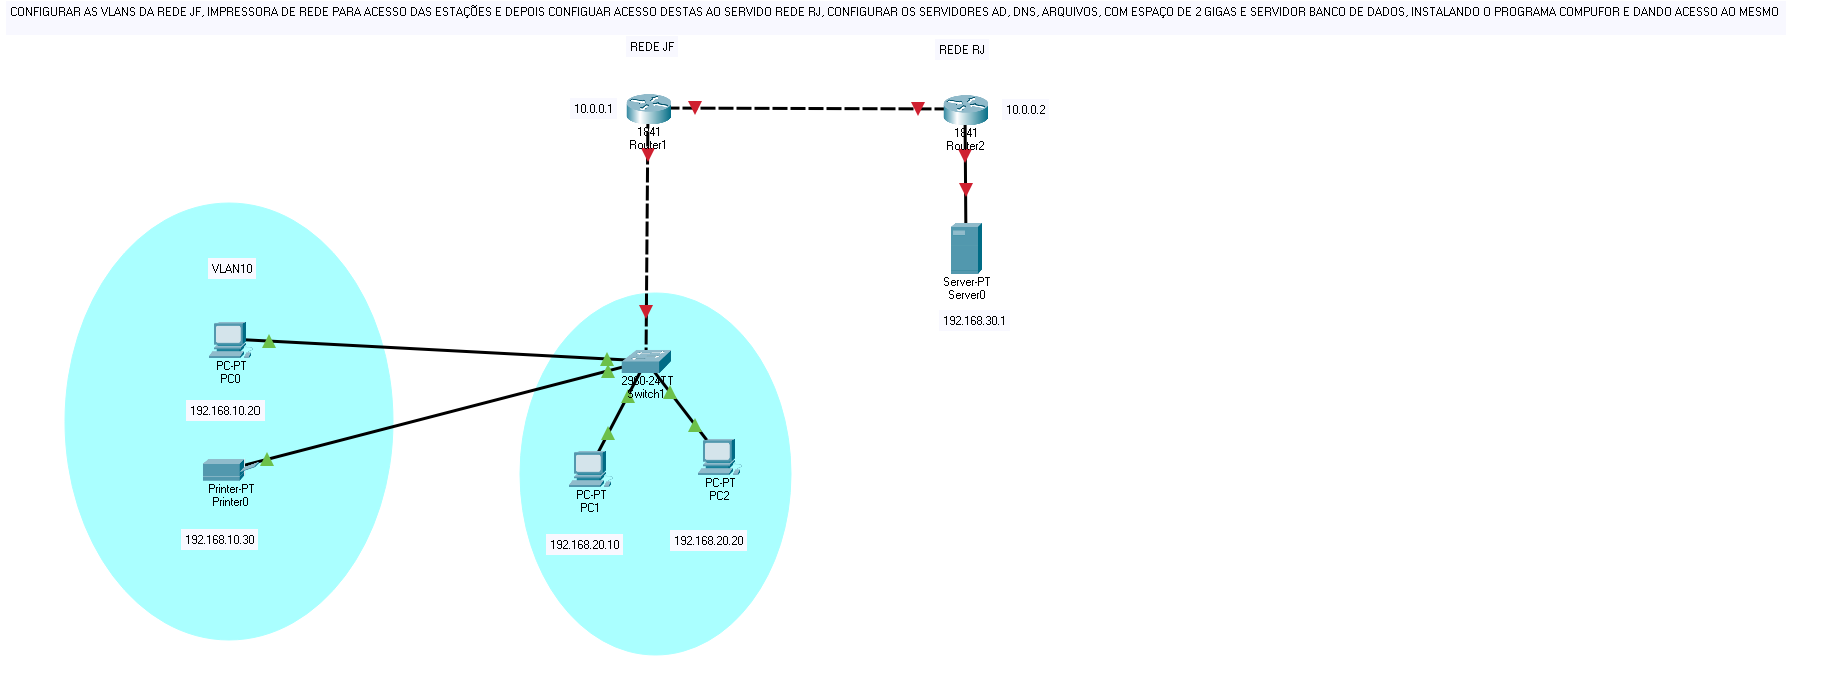 CONFIGURAR AS VLANS DA REDE JF, IMPRESSORA DE REDE PARA ACESSO DAS ESTAÇÕES E DEPOIS CONFIGUAR ACESSO DESTAS AO SERVIDO REDE RJ, CONFIGURAR OS SERVIDORES AD, DNS, ARQUIVOS, COM ESPAÇO DE 2 GIGAS E SERVIDOR BANCO DE DADOS, INSTALANDO O PROGRAMA COMPUFOR E DANDO ACESSO AO MESMO
REDE JF
REDE RJ
10.0.0.1
1841
Router1
1841
Router2
10.0.0.2
Server-PT
Server0
192.168.30.1
VLAN10
PC-PT
PC0
192.168.10.20
2960-24TT
Switch1
Printer-PT
Printer0
192.168.10.30
PC-PT
PC1
192.168.20.10
PC-PT
PC2
192.168.20.20